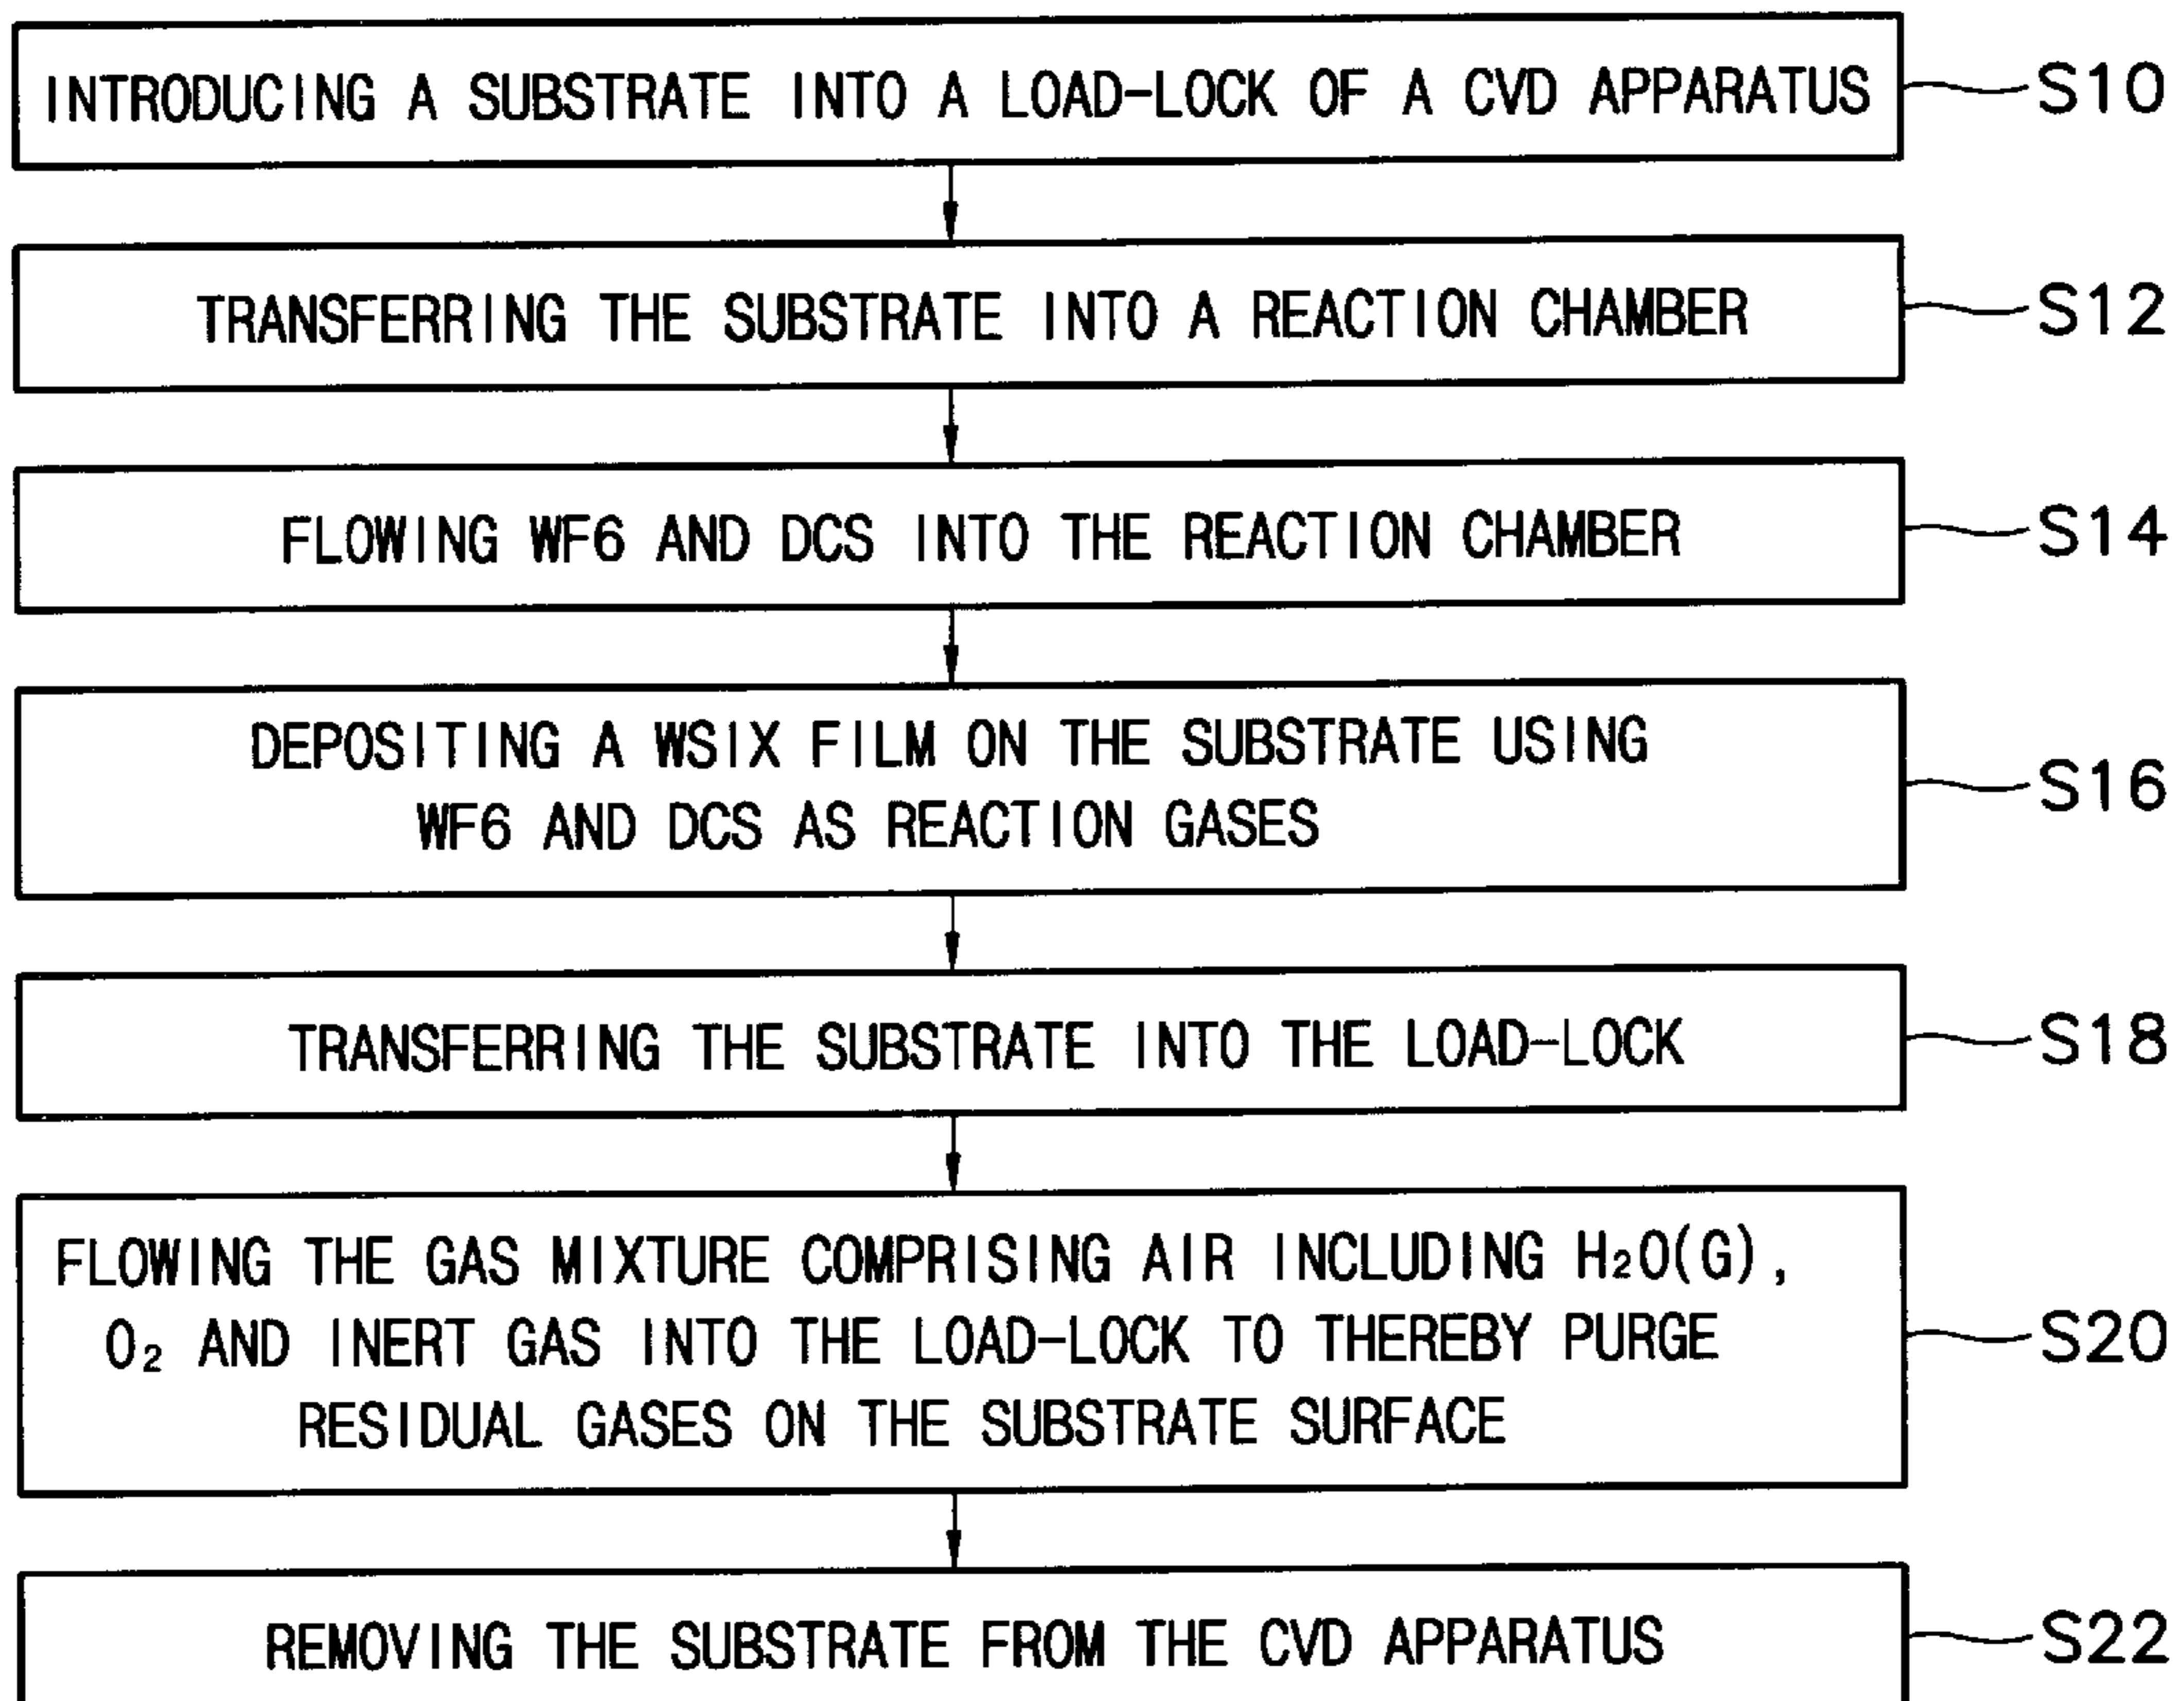 INTRODUCING A SUBSTRATE INTO A LOAD-LOCK OF A CVD APPARATUS
S10
TRANSFERRING THE SUBSTRATE INTO A REACTION CHAMBER
S12
FLOWING WF6 AND DCS INTO THE REACTION CHAMBER
S14
DEPOSITING A WSIX FILM ON THE SUBSTRATE USING
WF6 AND DCS AS REACTION GASES
S16
TRANSFERRING THE SUBSTRATE INTO THE LOAD-LOCK
S18
FLOWING THE GAS MIXTURE COMPRISING AIR INCLUDING H₂O(G),
O₂ AND INERT GAS INTO THE LOAD-LOCK TO THEREBY PURGE
RESIDUAL GASES ON THE SUBSTRATE SURFACE
S20
REMOVING THE SUBSTRATE FROM THE CVD APPARATUS
S22